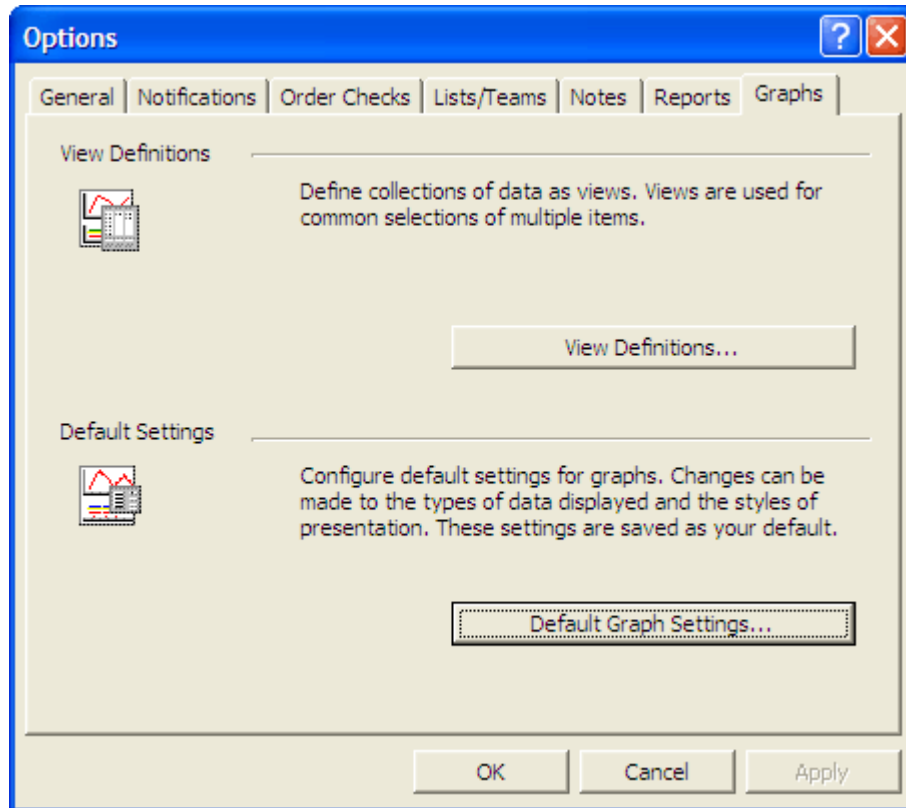 Options
General Notifications Order Checks Lists/Teams Notes Reports Graphs
View Definitions
Define collections of data as views. Views are used for
common selections of multiple items.
View Definitions...
Default Settings
Configure default settings for graphs. Changes can be
made to the types of data displayed and the styles of
presentation. These settings are saved as your default.
Default Graph Settings...
OK Cancel Apply